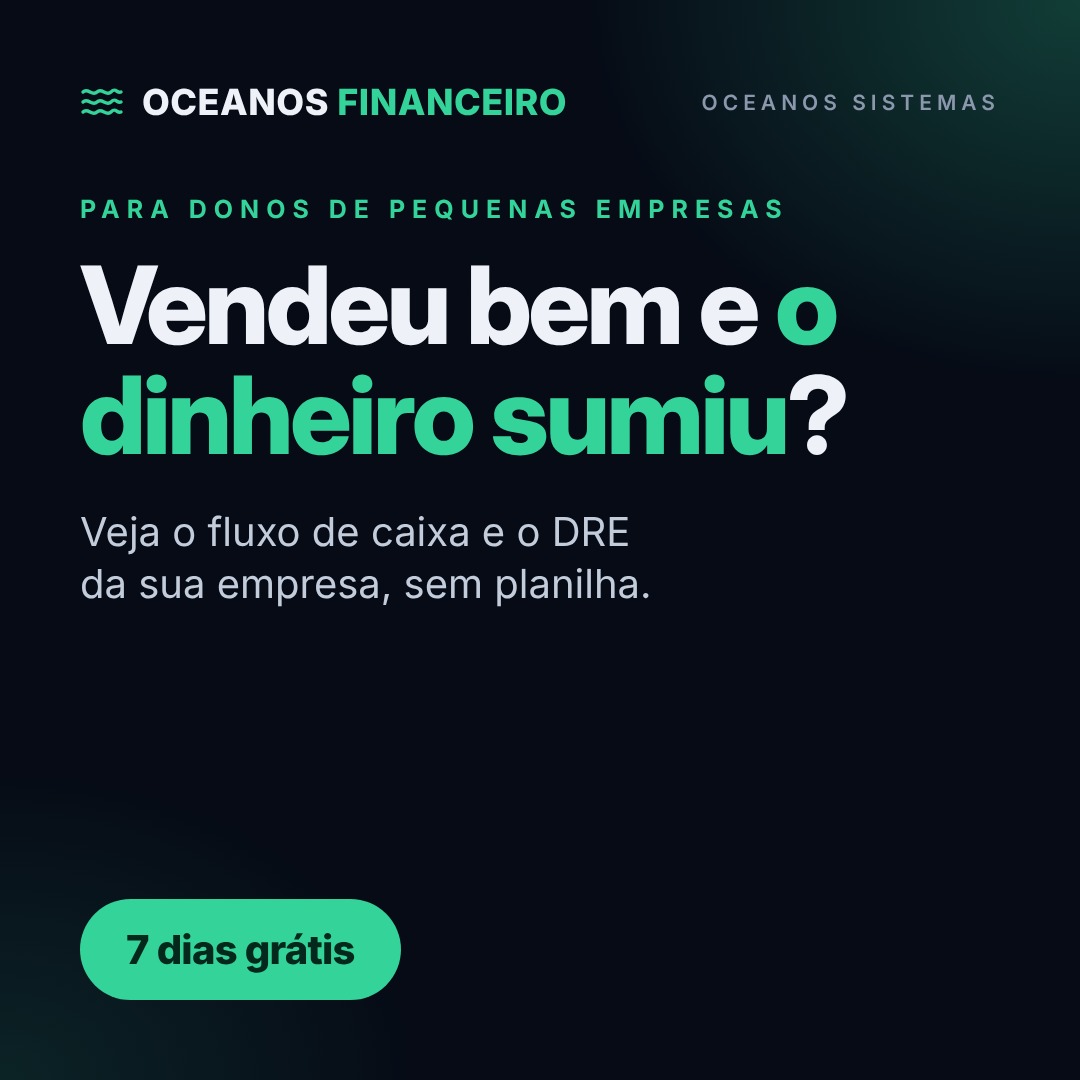 OCEANOS FINANCEIRO
OCEANOS SISTEMAS
PARA DONOS DE PEQUENAS EMPRESAS
Vendeu bem e o
dinheiro sumiu?
Veja o fluxo de caixa e o DRE
da sua empresa, sem planilha.
7 dias grátis